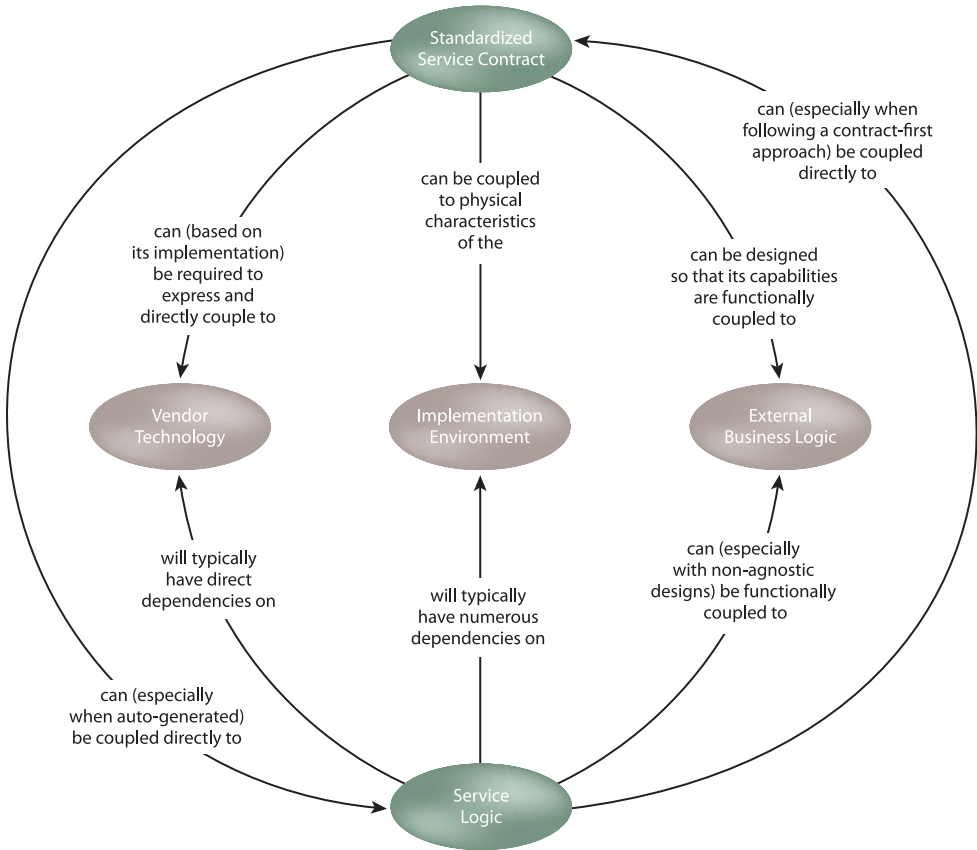 Standardized
Service Contract
can (especially when
following a contract-first
approach) be coupled
directly to
can be coupled
to physical
characteristics
of the
can (based on
its implementation)
be required to
express and
directly couple to
can be designed
so that its capabilities
are functionally
coupled to
Vendor
Technology
Implementation
Environment
External
Business Logic
will typically
have direct
dependencies on
will typically
have numerous
dependencies on
can (especially
with non-agnostic
designs) be functionally
coupled to
can (especially
when auto-generated)
be coupled directly to
Service
Logic